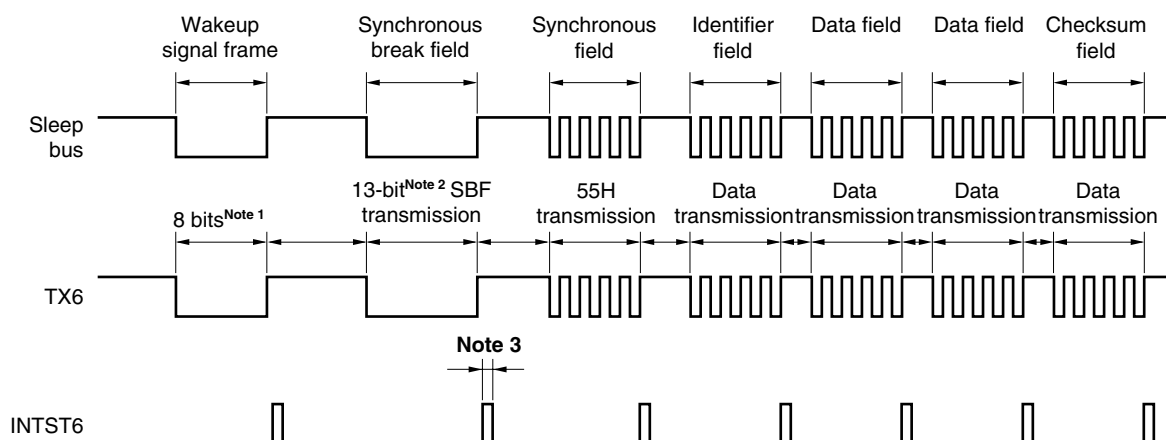 Wakeup
signal frame
Synchronous
break field
Synchronous
field
Identifier
field
Data field
Data field
Checksum
field
Sleep
bus
8 bitsNote 1
13-bitNote 2 SBF
transmission
55H
transmission
Data
transmission
Data
transmission
Data
transmission
Data
transmission
TX6
Note 3
INTST6